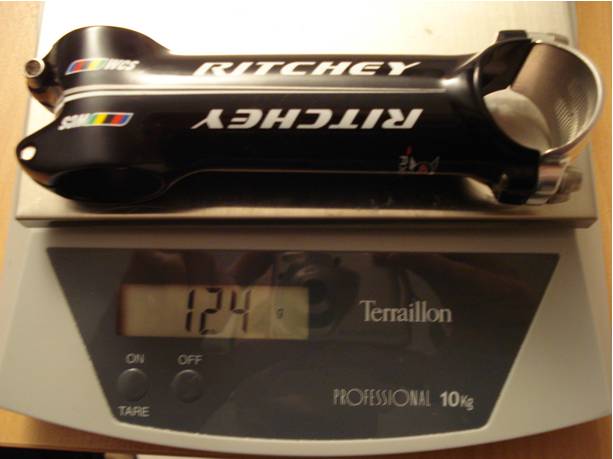 WCS RITCHEY
WCS RITCHEY
124 g
Terraillon
ON OFF
TARE
PROFESSIONAL 10Kg